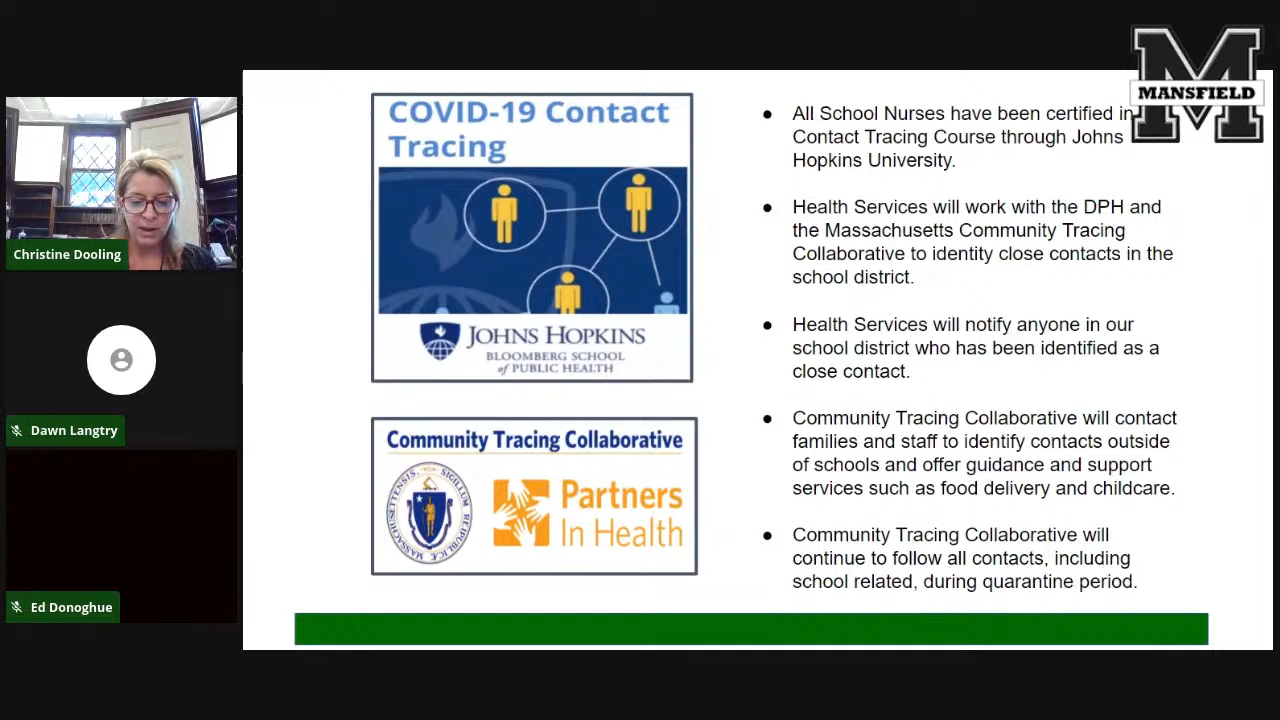 MANSFIELD
Christine Dooling
Dawn Langtry
Ed Donoghue
COVID-19 Contact
Tracing
JOHNS HOPKINS
BLOOMBERG SCHOOL
of PUBLIC HEALTH
Community Tracing Collaborative
SIGILLUM REIPUBLICÆ MASSACHUSETTENSIS
Partners
In Health
● All School Nurses have been certified in
Contact Tracing Course through Johns
Hopkins University.
● Health Services will work with the DPH and
the Massachusetts Community Tracing
Collaborative to identify close contacts in the
school district.
● Health Services will notify anyone in our
school district who has been identified as a
close contact.
● Community Tracing Collaborative will contact
families and staff to identify contacts outside
of schools and offer guidance and support
services such as food delivery and childcare.
● Community Tracing Collaborative will
continue to follow all contacts, including
school related, during quarantine period.